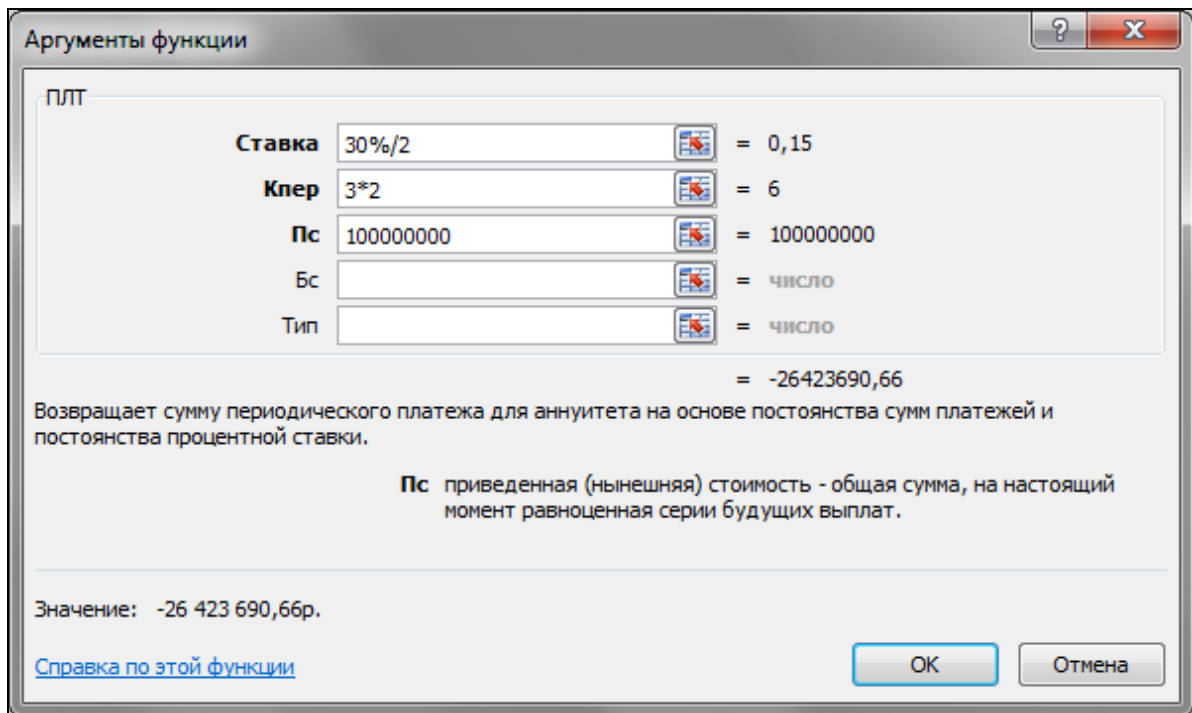 Аргументы функции
ПЛТ
Ставка 30%/2 = 0,15
Кпер 3*2 = 6
Пс 100000000 = 100000000
Бс = число
Тип = число
= -26423690,66
Возвращает сумму периодического платежа для аннуитета на основе постоянства сумм платежей и
постоянства процентной ставки.
Пс приведенная (нынешняя) стоимость - общая сумма, на настоящий
момент равноценная серии будущих выплат.
Значение: -26 423 690,66р.
Справка по этой функции
ОК
Отмена